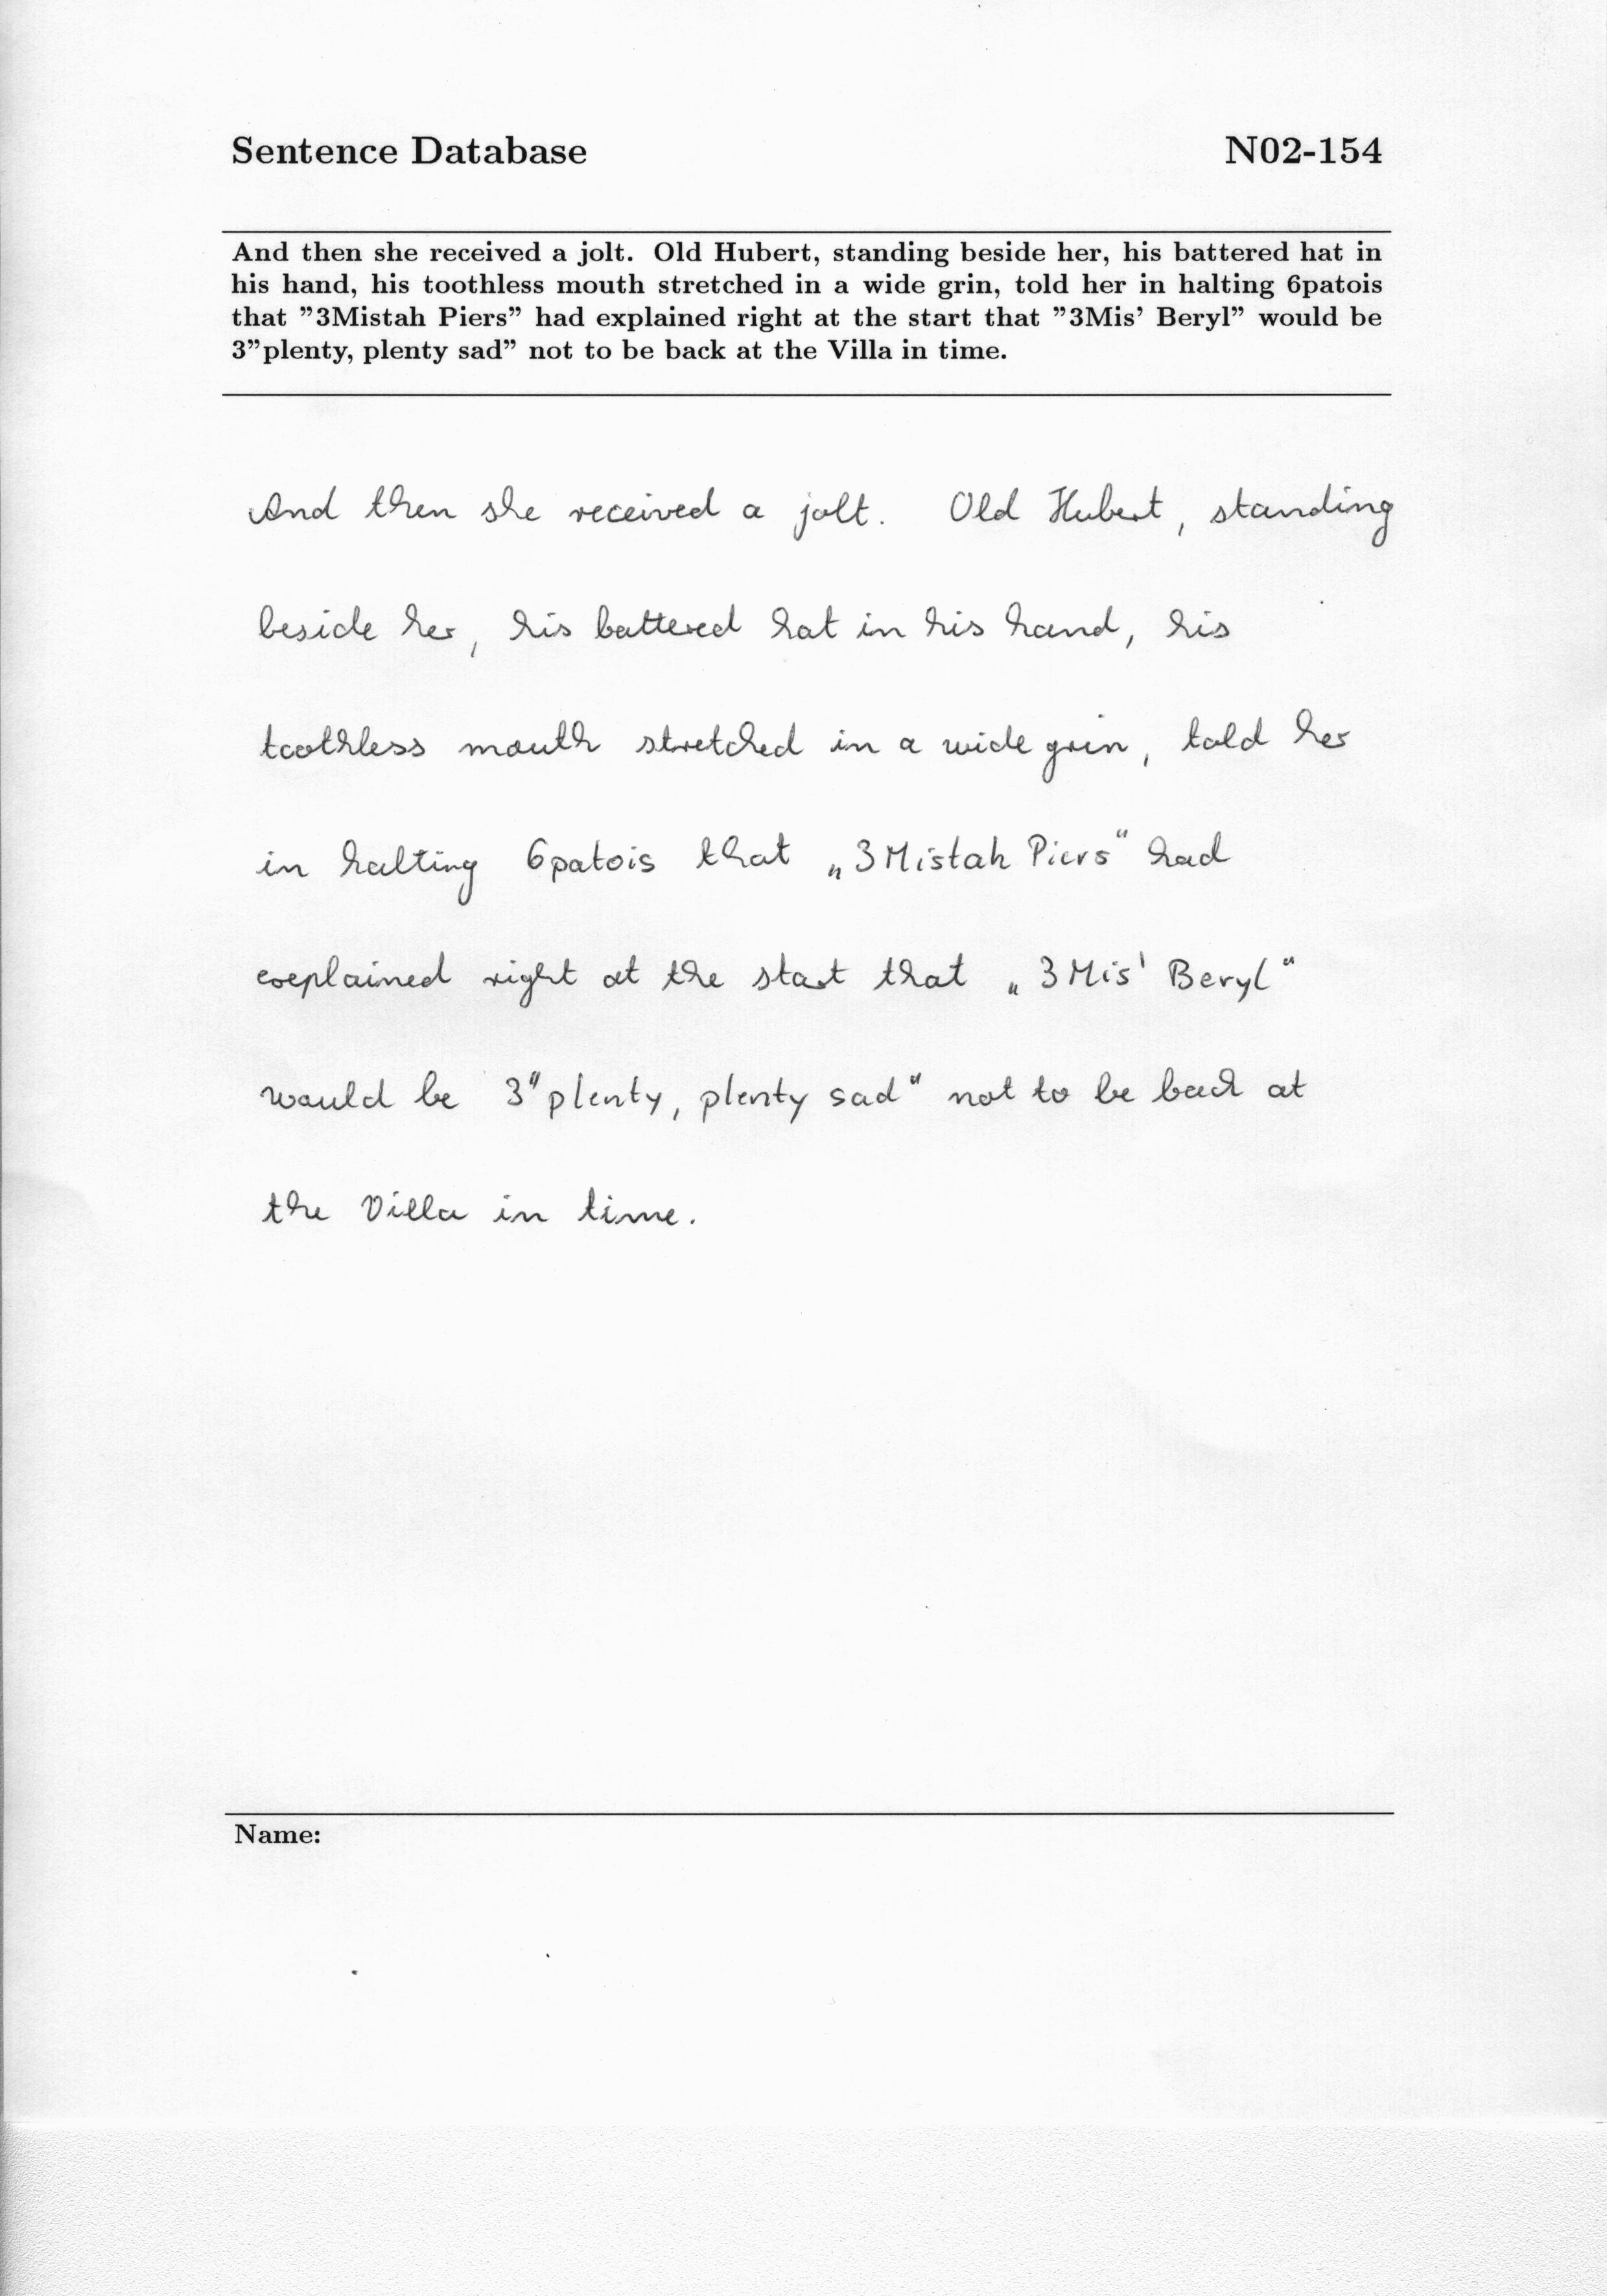 Sentence Database N02-154
And then she received a jolt. Old Hubert, standing beside her, his battered hat in
his hand, his toothless mouth stretched in a wide grin, told her in halting 6patois
that ”3Mistah Piers” had explained right at the start that ”3Mis’ Beryl” would be
3”plenty, plenty sad” not to be back at the Villa in time.
And then she received a jolt. Old Hubert, standing
beside her, his battered hat in his hand, his
toothless mouth stretched in a wide grin, told her
in halting 6patois that „3Mistah Piers“ had
explained right at the start that „3Mis' Beryl“
would be 3"plenty, plenty sad" not to be back at
the Villa in time.
Name: